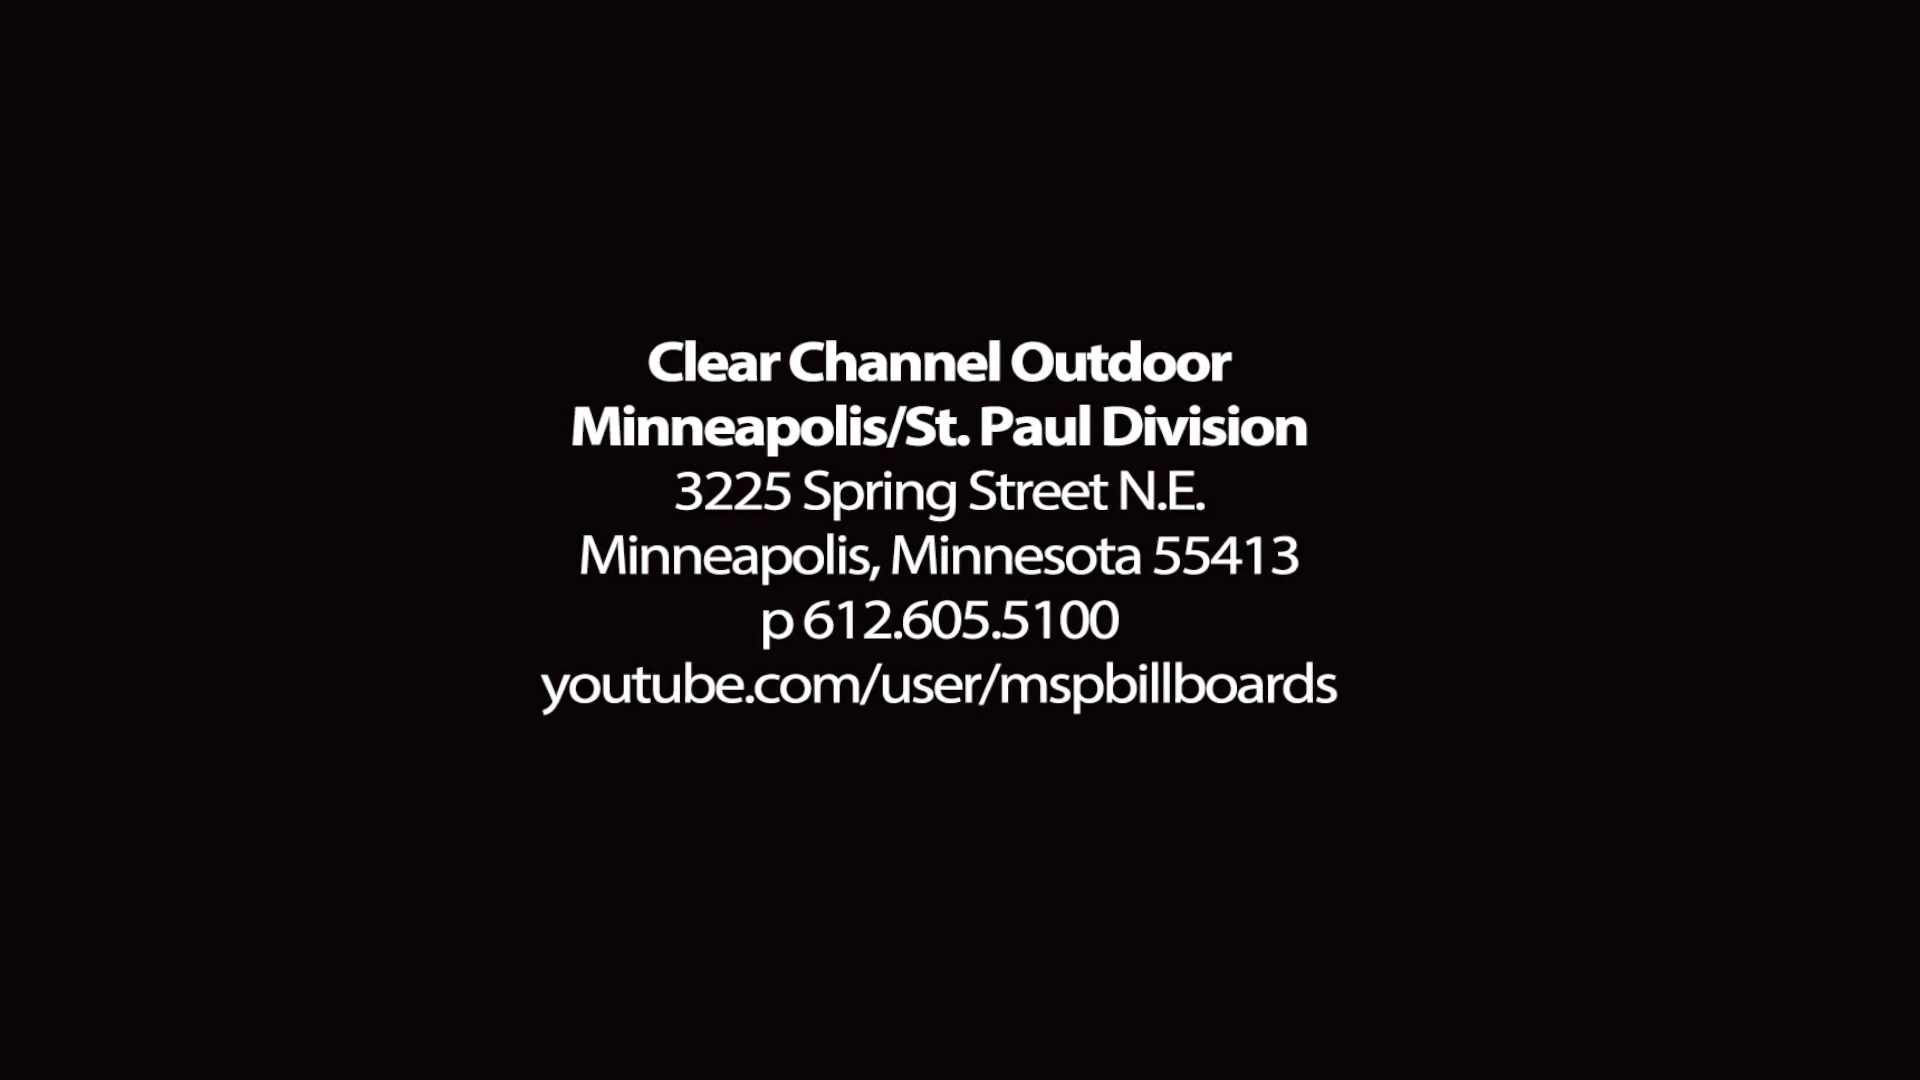 Clear Channel Outdoor
Minneapolis/St. Paul Division
3225 Spring Street N.E.
Minneapolis, Minnesota 55413
p 612.605.5100
youtube.com/user/mspbillboards